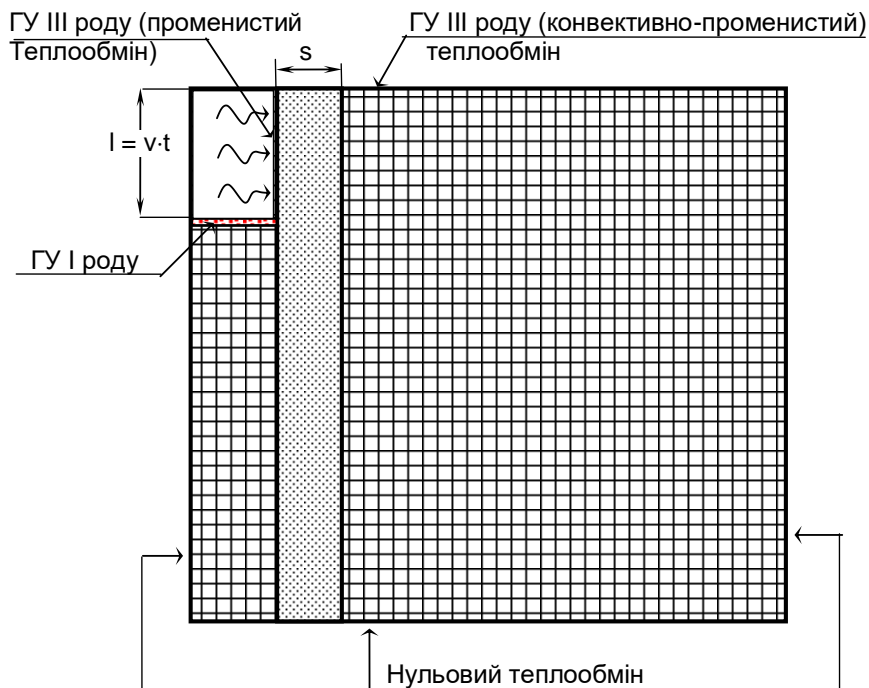 ГУ III роду (променистий
Теплообмін)
ГУ III роду (конвективно-променистий)
теплообмін
s
l = v·t
ГУ I роду
Нульовий теплообмін